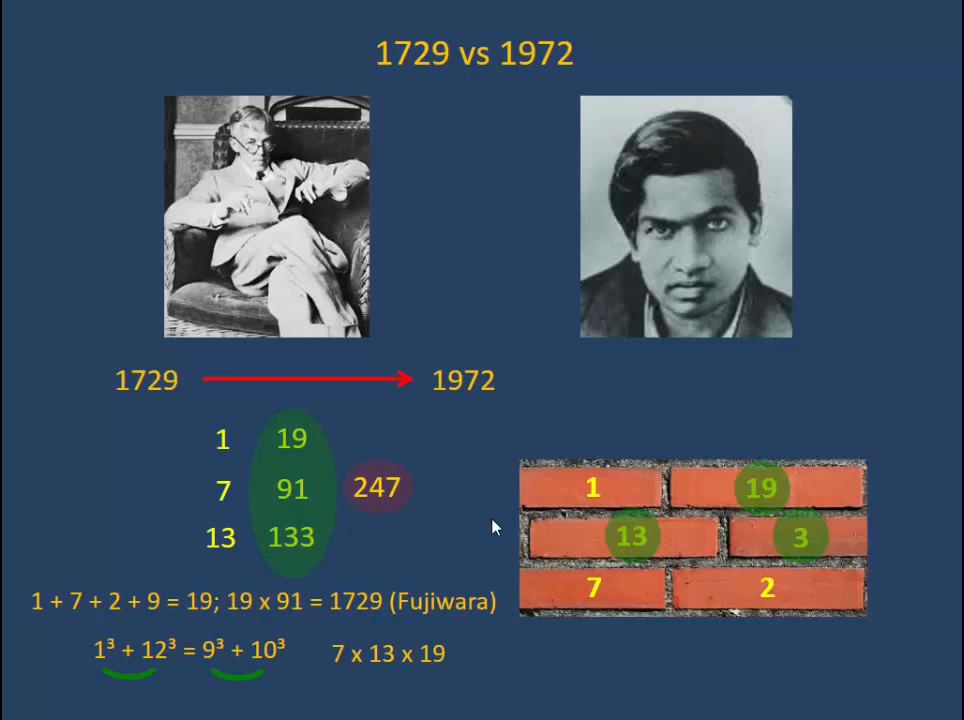 1729 vs 1972
1729 1972
1 19
7 91 247
13 133
1 19
13 3
7 2
1 + 7 + 2 + 9 = 19; 19 x 91 = 1729 (Fujiwara)
1³ + 12³ = 9³ + 10³ 7 x 13 x 19